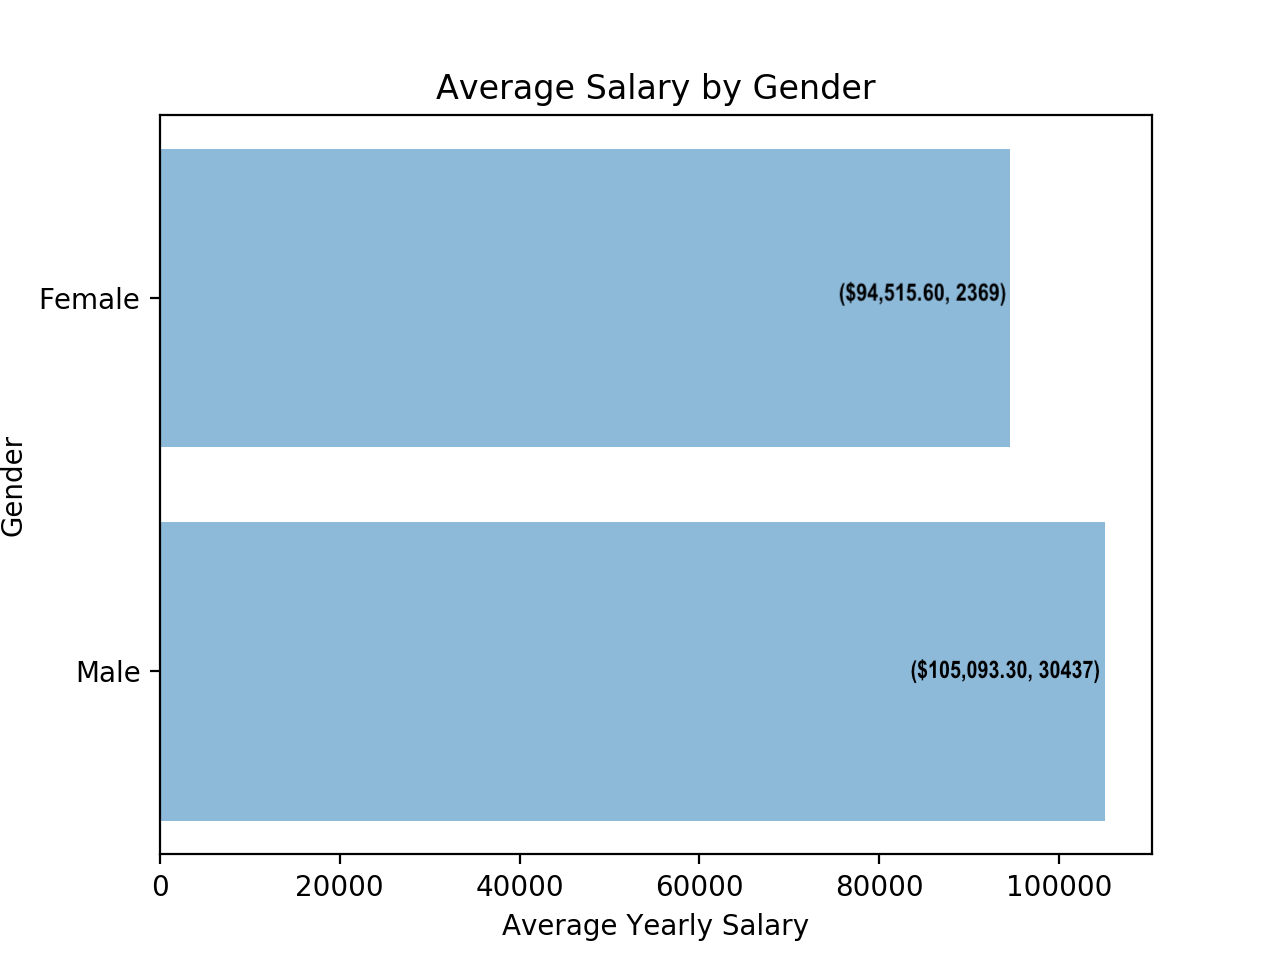 Average Salary by Gender
Female
($94,515.60, 2369)
Gender
Male
($105,093.30, 30437)
0 20000 40000 60000 80000 100000
Average Yearly Salary